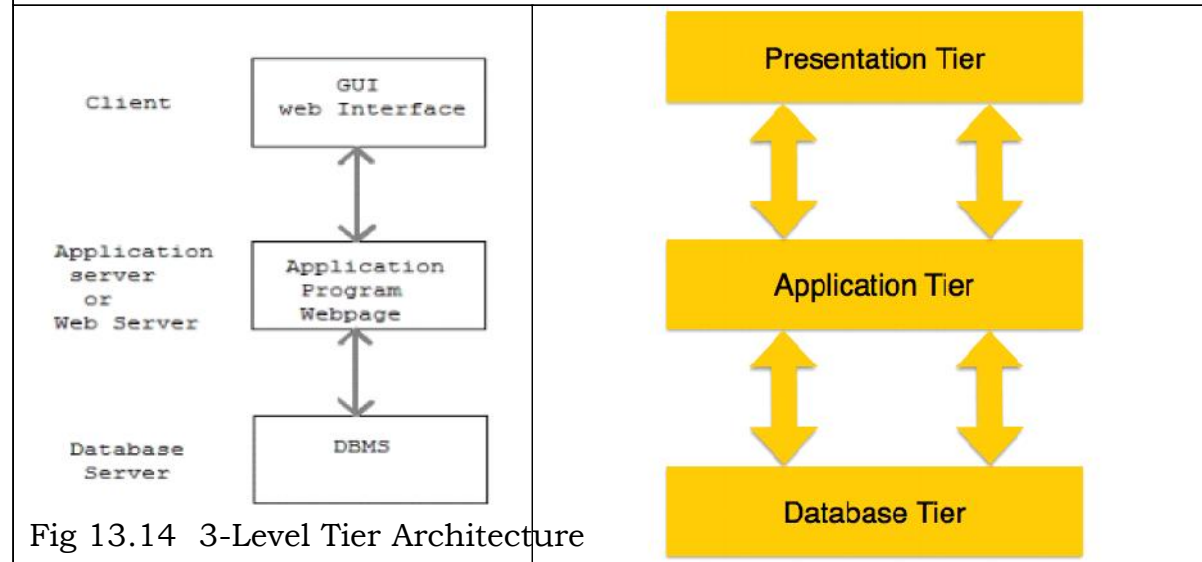 Client
GUI
web Interface
Application
server
or
Web Server
Application
Program
Webpage
Database
Server
DBMS
Fig 13.14 3-Level Tier Architecture
Presentation Tier
Application Tier
Database Tier